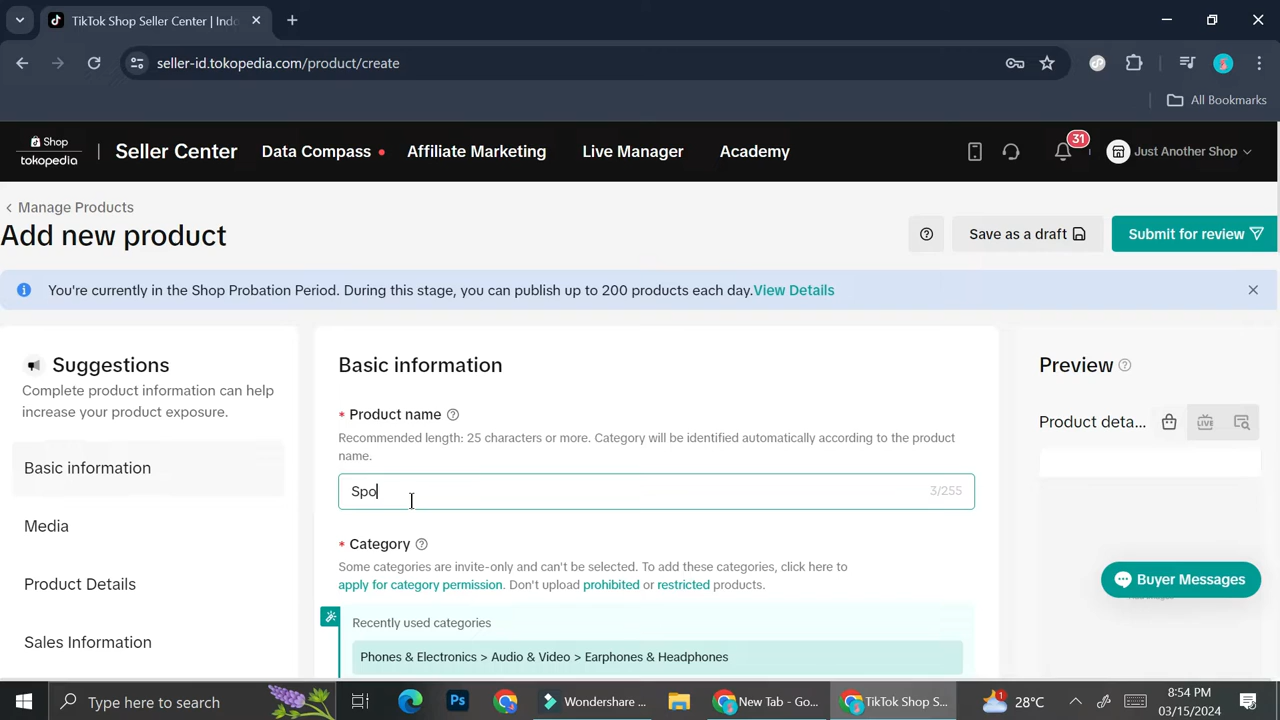 TikTok Shop Seller Center | Indo
seller-id.tokopedia.com/product/create
All Bookmarks
Shop
tokopedia
Seller Center
Data Compass
Affiliate Marketing
Live Manager
Academy
31
Just Another Shop
Manage Products
Add new product
Save as a draft
Submit for review
You're currently in the Shop Probation Period. During this stage, you can publish up to 200 products each day.View Details
Suggestions
Complete product information can help
increase your product exposure.
Basic information
Media
Product Details
Sales Information
Basic information
* Product name
Recommended length: 25 characters or more. Category will be identified automatically according to the product
name.
Spo
3/255
* Category
Some categories are invite-only and can't be selected. To add these categories, click here to
apply for category permission. Don't upload prohibited or restricted products.
Recently used categories
Phones & Electronics > Audio & Video > Earphones & Headphones
Preview
Product deta...
LIVE
Buyer Messages
Type here to search
Ps
Wondershare ...
New Tab - Go...
TikTok Shop S...
1
28°C
8:54 PM
03/15/2024